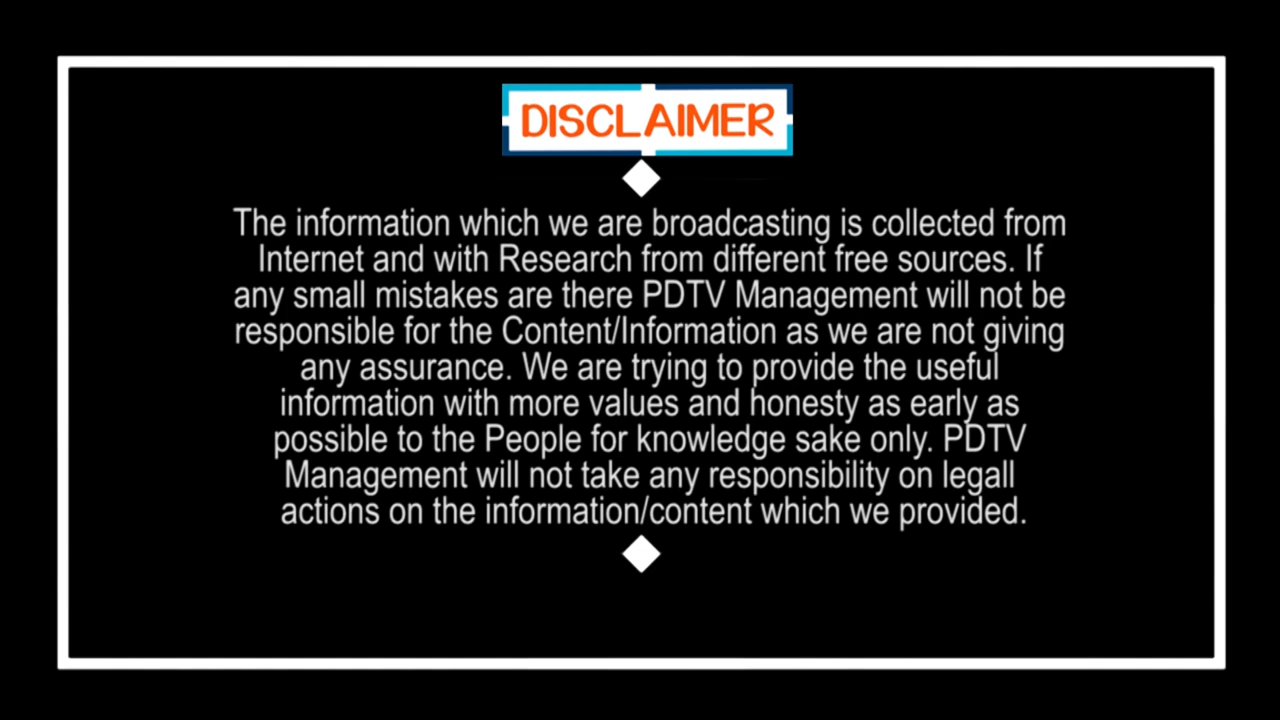 DISCLAIMER
The information which we are broadcasting is collected from
Internet and with Research from different free sources. If
any small mistakes are there PDTV Management will not be
responsible for the Content/Information as we are not giving
any assurance. We are trying to provide the useful
information with more values and honesty as early as
possible to the People for knowledge sake only. PDTV
Management will not take any responsibility on legall
actions on the information/content which we provided.